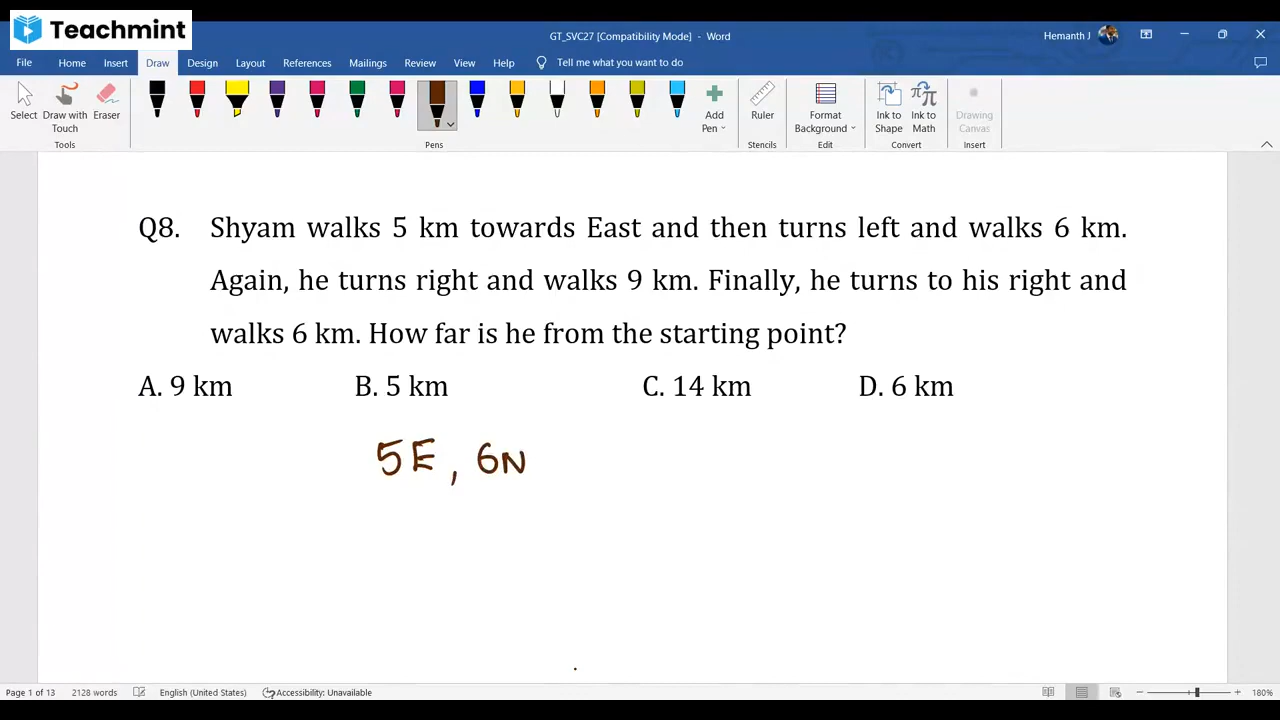 Teachmint
GT_SVC27 [Compatibility Mode] - Word
Hemanth J
File Home Insert Draw Design Layout References Mailings Review View Help Tell me what you want to do
Select
Draw with Touch
Eraser
Add Pen
Ruler
Format Background
Ink to Shape
Ink to Math
Drawing Canvas
Tools Pens Stencils Edit Convert Insert
Q8. Shyam walks 5 km towards East and then turns left and walks 6 km.
Again, he turns right and walks 9 km. Finally, he turns to his right and
walks 6 km. How far is he from the starting point?
A. 9 km B. 5 km C. 14 km D. 6 km
5E, 6N
Page 1 of 13 2128 words English (United States) Accessibility: Unavailable 180%